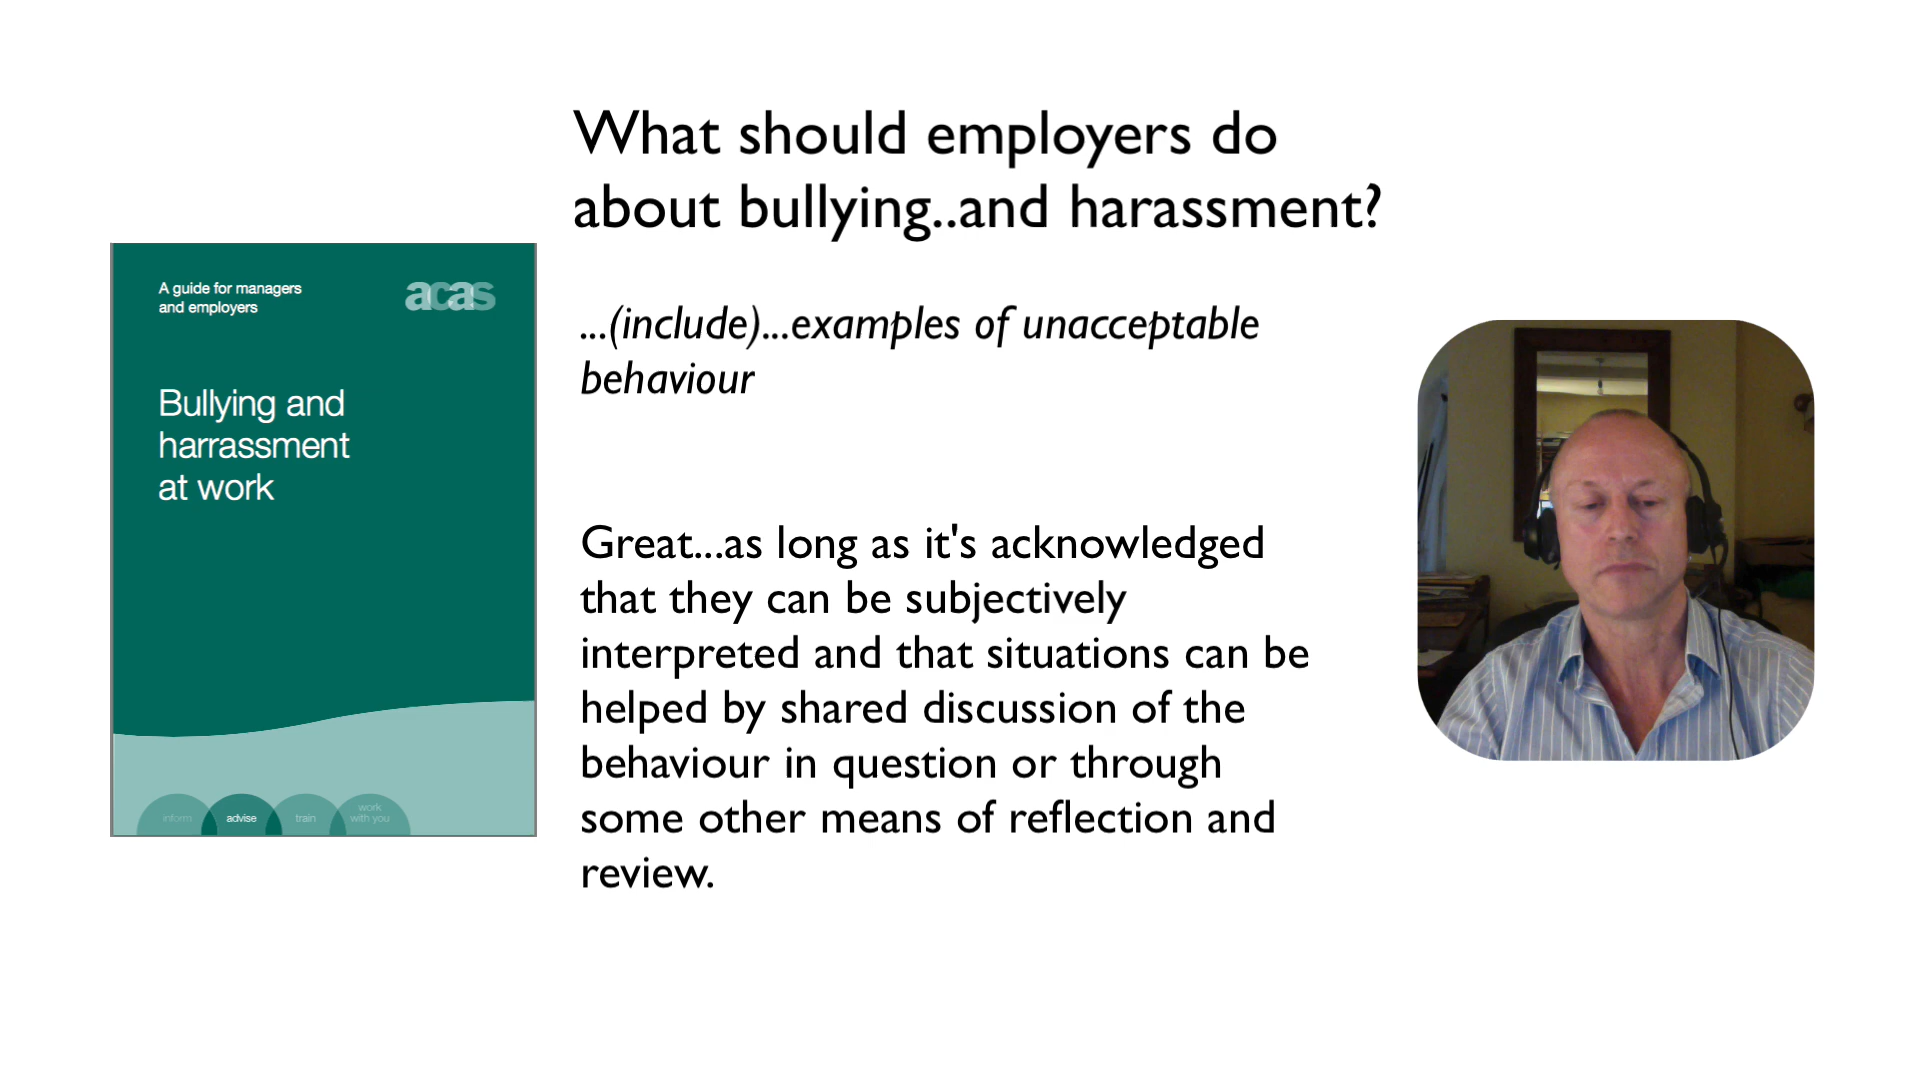 What should employers do
about bullying..and harassment?
A guide for managers
and employers
acas
Bullying and
harrassment
at work
inform
advise
train
work
with you
...(include)...examples of unacceptable
behaviour
Great...as long as it's acknowledged
that they can be subjectively
interpreted and that situations can be
helped by shared discussion of the
behaviour in question or through
some other means of reflection and
review.